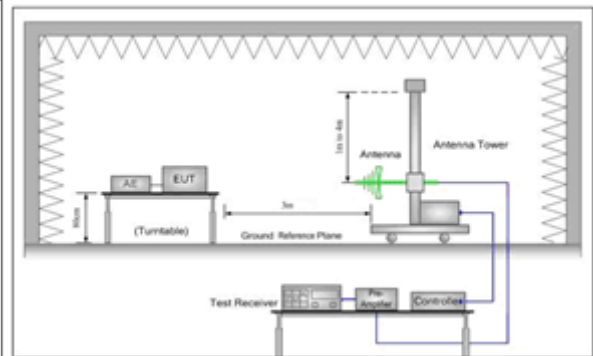 1m to 4m
Antenna
Antenna Tower
AE
EUT
80cm
3m
(Turntable)
Ground Reference Plane
Test Receiver
Pre-
Amplifier
Controller